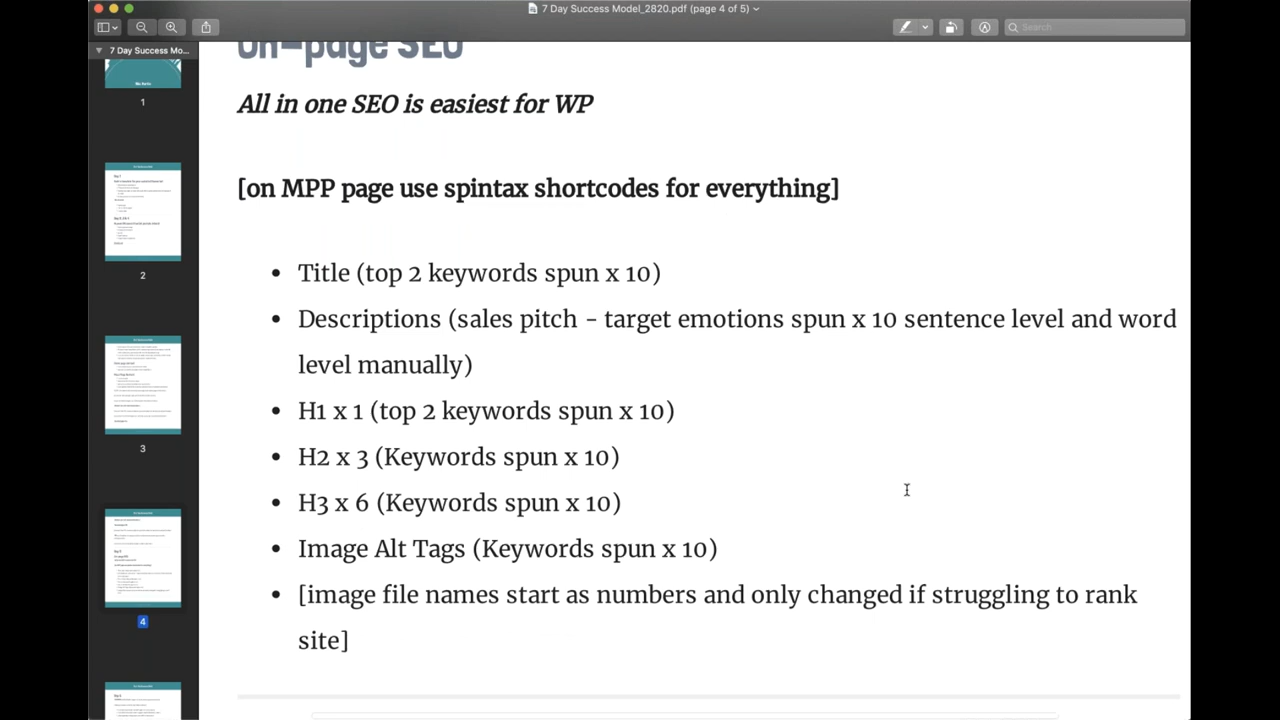 7 Day Success Model_2820.pdf (page 4 of 5)
Search
7 Day Success Mo...
1
2
3
4
On-page SEO
All in one SEO is easiest for WP
[on MPP page use spintax shortcodes for everything]
• Title (top 2 keywords spun x 10)
• Descriptions (sales pitch - target emotions spun x 10 sentence level and word
level manually)
• H1 x 1 (top 2 keywords spun x 10)
• H2 x 3 (Keywords spun x 10)
• H3 x 6 (Keywords spun x 10)
• Image Alt Tags (Keywords spun x 10)
• [image file names start as numbers and only changed if struggling to rank
site]